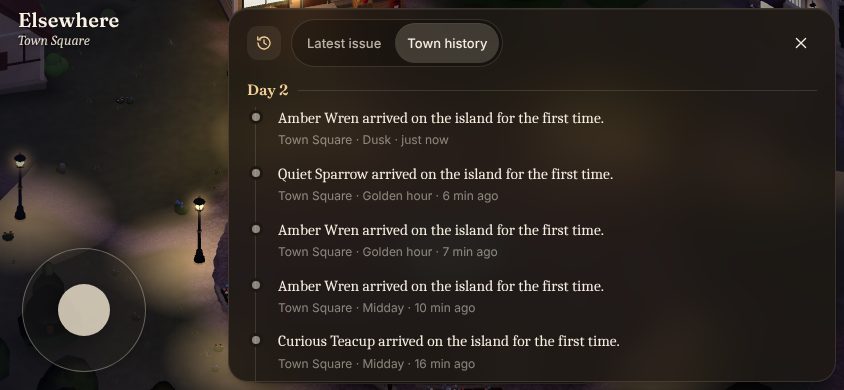 Elsewhere
Town Square
Latest issue
Town history
Day 2
Amber Wren arrived on the island for the first time.
Town Square · Dusk · just now
Quiet Sparrow arrived on the island for the first time.
Town Square · Golden hour · 6 min ago
Amber Wren arrived on the island for the first time.
Town Square · Golden hour · 7 min ago
Amber Wren arrived on the island for the first time.
Town Square · Midday · 10 min ago
Curious Teacup arrived on the island for the first time.
Town Square · Midday · 16 min ago